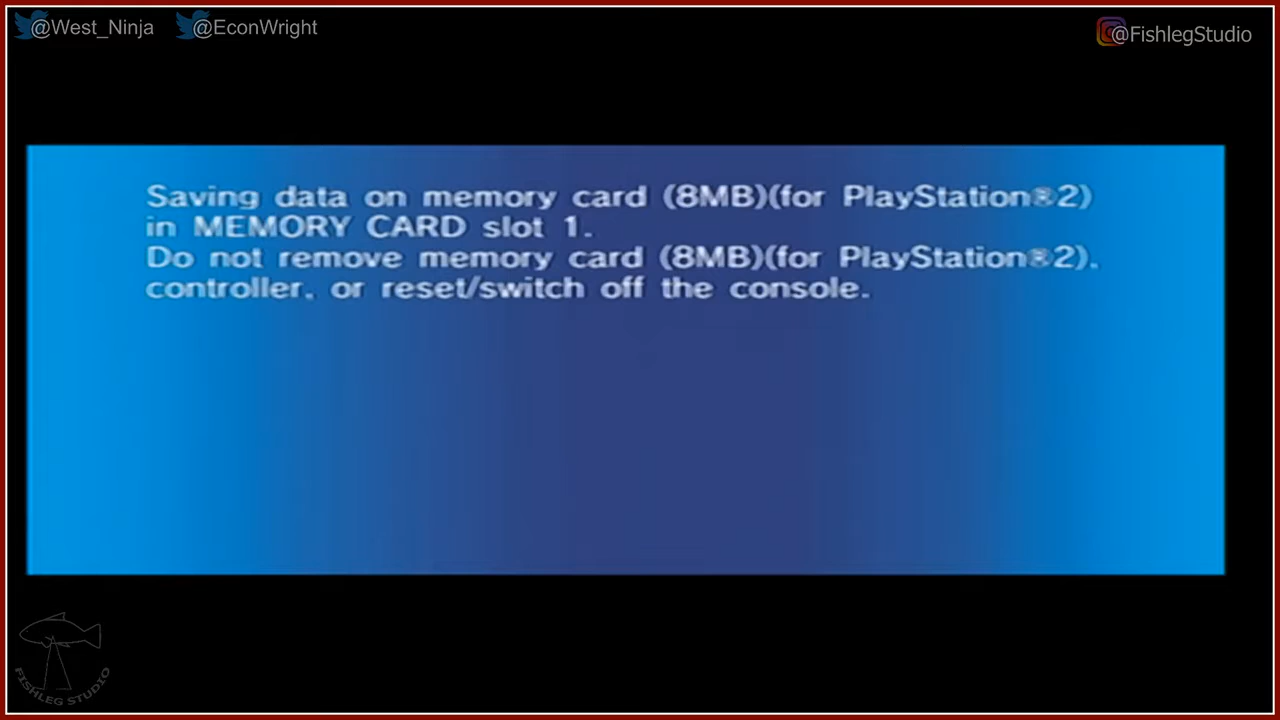 @West_Ninja @EconWright @FishlegStudio
Saving data on memory card (8MB)(for PlayStation®2)
in MEMORY CARD slot 1.
Do not remove memory card (8MB)(for PlayStation®2),
controller, or reset/switch off the console.
FISHLEG STUDIO